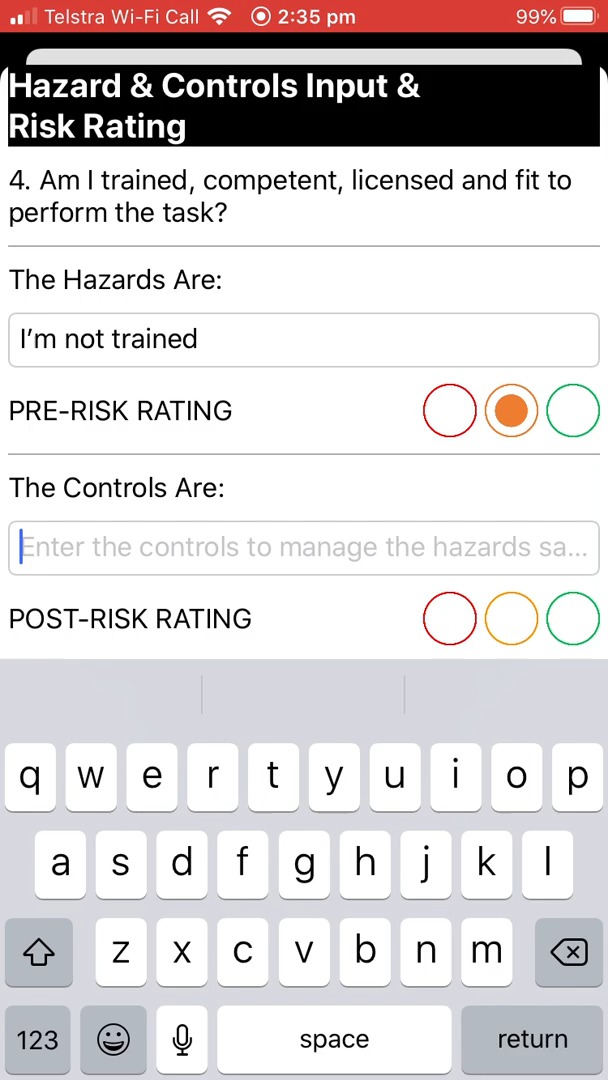 Telstra Wi-Fi Call 2:35 pm 99%
Hazard & Controls Input &
Risk Rating
4. Am I trained, competent, licensed and fit to
perform the task?
The Hazards Are:
I’m not trained
PRE-RISK RATING
The Controls Are:
Enter the controls to manage the hazards sa...
POST-RISK RATING
q w e r t y u i o p
a s d f g h j k l
z x c v b n m
123 space return